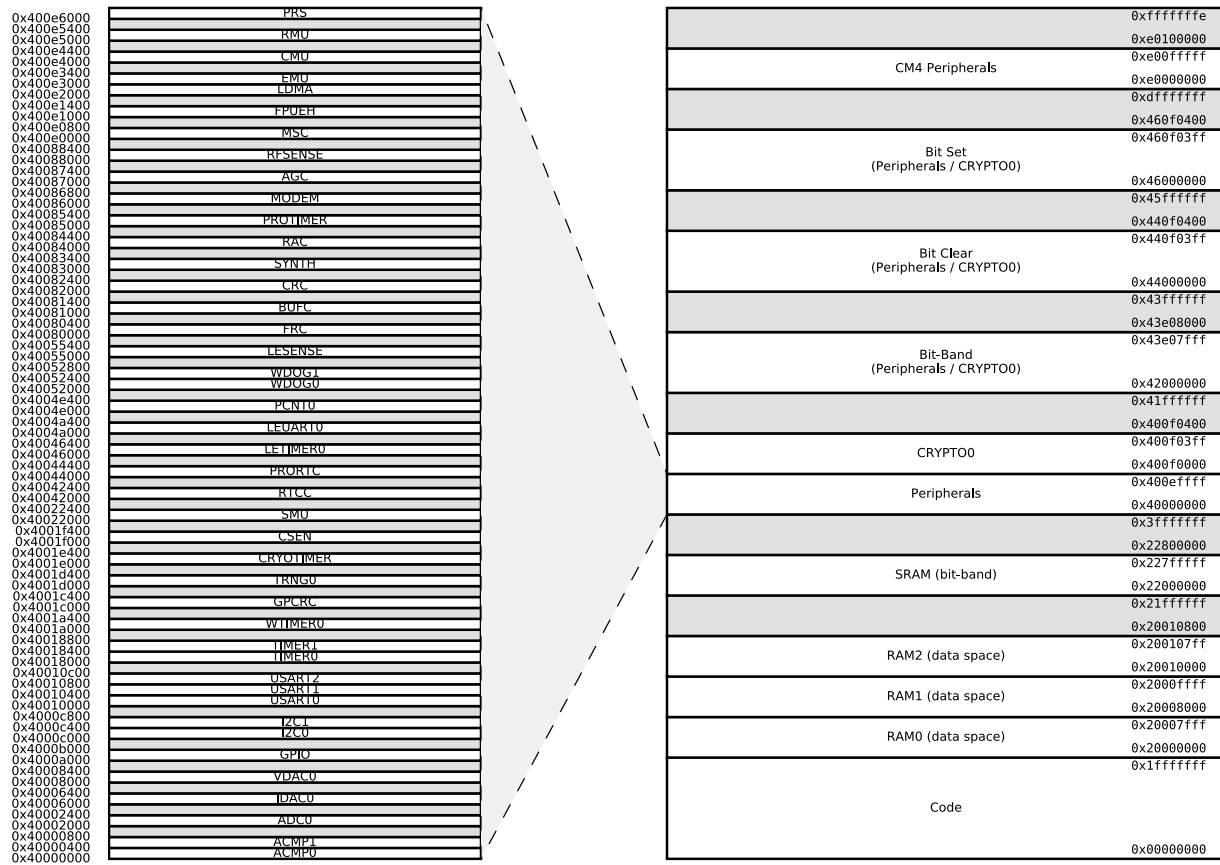 PRS
0x400e6000
0x400e5400
RMU
0x400e5000
0x400e4400
CMU
0x400e4000
0x400e3400
EMU
0x400e3000
LDMA
0x400e2000
0x400e1400
FPUEH
0x400e1000
0x400e0800
MSC
0x400e0000
0x40088400
RFSENSE
0x40088000
0x40087400
AGC
0x40087000
0x40086800
MODEM
0x40086000
0x40085400
PROTIMER
0x40085000
0x40084400
RAC
0x40084000
0x40083400
SYNTH
0x40083000
0x40082400
CRC
0x40082000
0x40081400
BUFC
0x40081000
0x40080400
FRC
0x40080000
0x40055400
LESENSE
0x40055000
0x40052800
WDOG1
0x40052400
WDOG0
0x40052000
0x4004e400
PCNT0
0x4004e000
0x4004a400
LEUART0
0x4004a000
0x40046400
LETIMER0
0x40046000
0x40044400
PRORTC
0x40044000
0x40042400
RTCC
0x40042000
0x40022400
SMU
0x40022000
0x4001f400
CSEN
0x4001f000
0x4001e400
CRYOTIMER
0x4001e000
0x4001d400
TRNG0
0x4001d000
0x4001c400
GPCRC
0x4001c000
0x4001a400
WTIMER0
0x4001a000
0x40018800
TIMER1
0x40018400
TIMER0
0x40018000
0x40010c00
USART2
0x40010800
USART1
0x40010400
USART0
0x40010000
0x4000c800
I2C1
0x4000c400
I2C0
0x4000c000
0x4000b000
GPIO
0x4000a000
0x40008400
VDAC0
0x40008000
0x40006400
IDAC0
0x40006000
0x40002400
ADC0
0x40002000
0x40000800
ACMP1
0x40000400
ACMP0
0x40000000
0xfffffffe
0xe0100000
0xe00fffff
CM4 Peripherals
0xe0000000
0xdfffffff
0x460f0400
0x460f03ff
Bit Set
(Peripherals / CRYPTO0)
0x46000000
0x45ffffff
0x440f0400
0x440f03ff
Bit Clear
(Peripherals / CRYPTO0)
0x44000000
0x43ffffff
0x43e08000
0x43e07fff
Bit-Band
(Peripherals / CRYPTO0)
0x42000000
0x41ffffff
0x400f0400
0x400f03ff
CRYPTO0
0x400f0000
0x400effff
Peripherals
0x40000000
0x3fffffff
0x22800000
0x227fffff
SRAM (bit-band)
0x22000000
0x21ffffff
0x20010800
0x200107ff
RAM2 (data space)
0x20010000
0x2000ffff
RAM1 (data space)
0x20008000
0x20007fff
RAM0 (data space)
0x20000000
0x1fffffff
Code
0x00000000